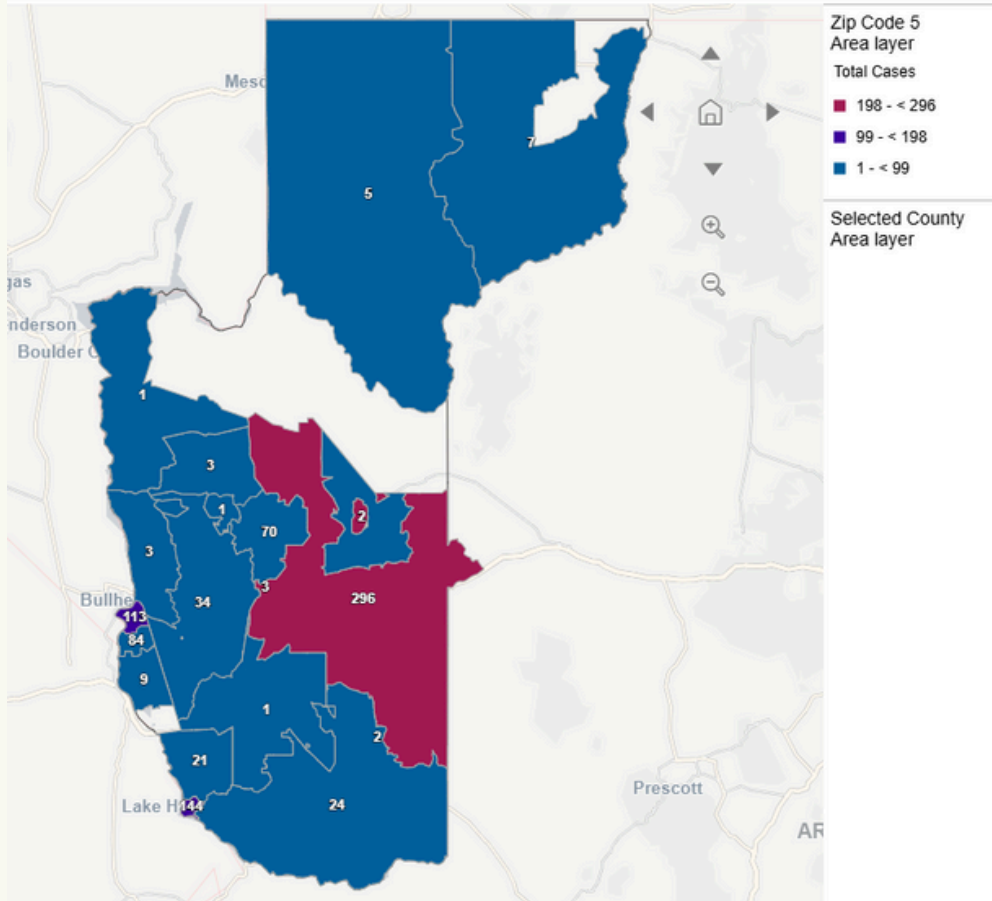 Zip Code 5
Area layer
Total Cases
198 - < 296
99 - < 198
1 - < 99
Selected County
Area layer
Mesq
7
5
gas
nderson
Boulder C
1
3
1
2
70
3
3
296
34
Bullhe
113
84
9
1
2
21
Prescott
Lake H
144
24
AR